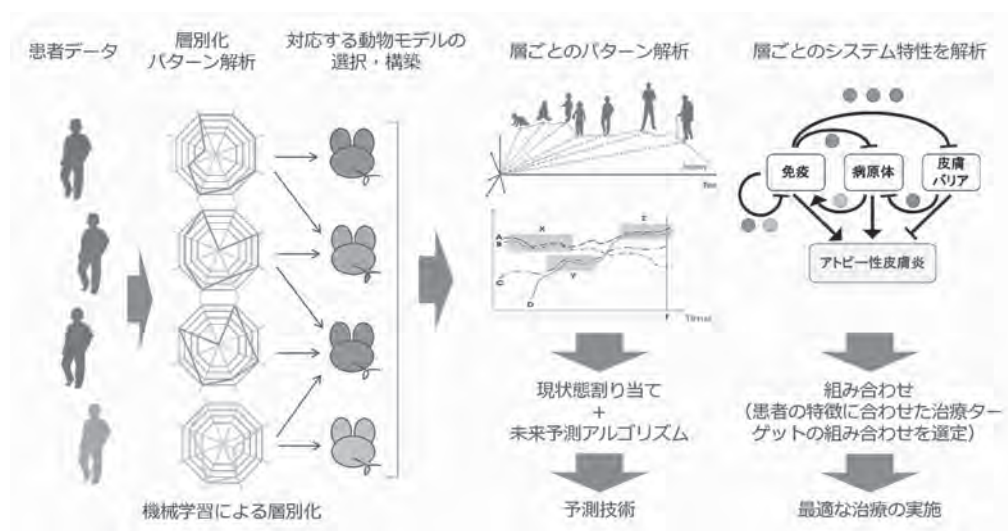 患者データ
層別化
パターン解析
対応する動物モデルの
選択・構築
機械学習による層別化
層ごとのパターン解析
A
B
C
D
X
Y
現状態割り当て
+
未来予測アルゴリズム
予測技術
層ごとのシステム特性を解析
免疫
病原体
皮膚
バリア
アトピー性皮膚炎
組み合わせ
（患者の特徴に合わせた治療ター
ゲットの組み合わせを選定）
最適な治療の実施